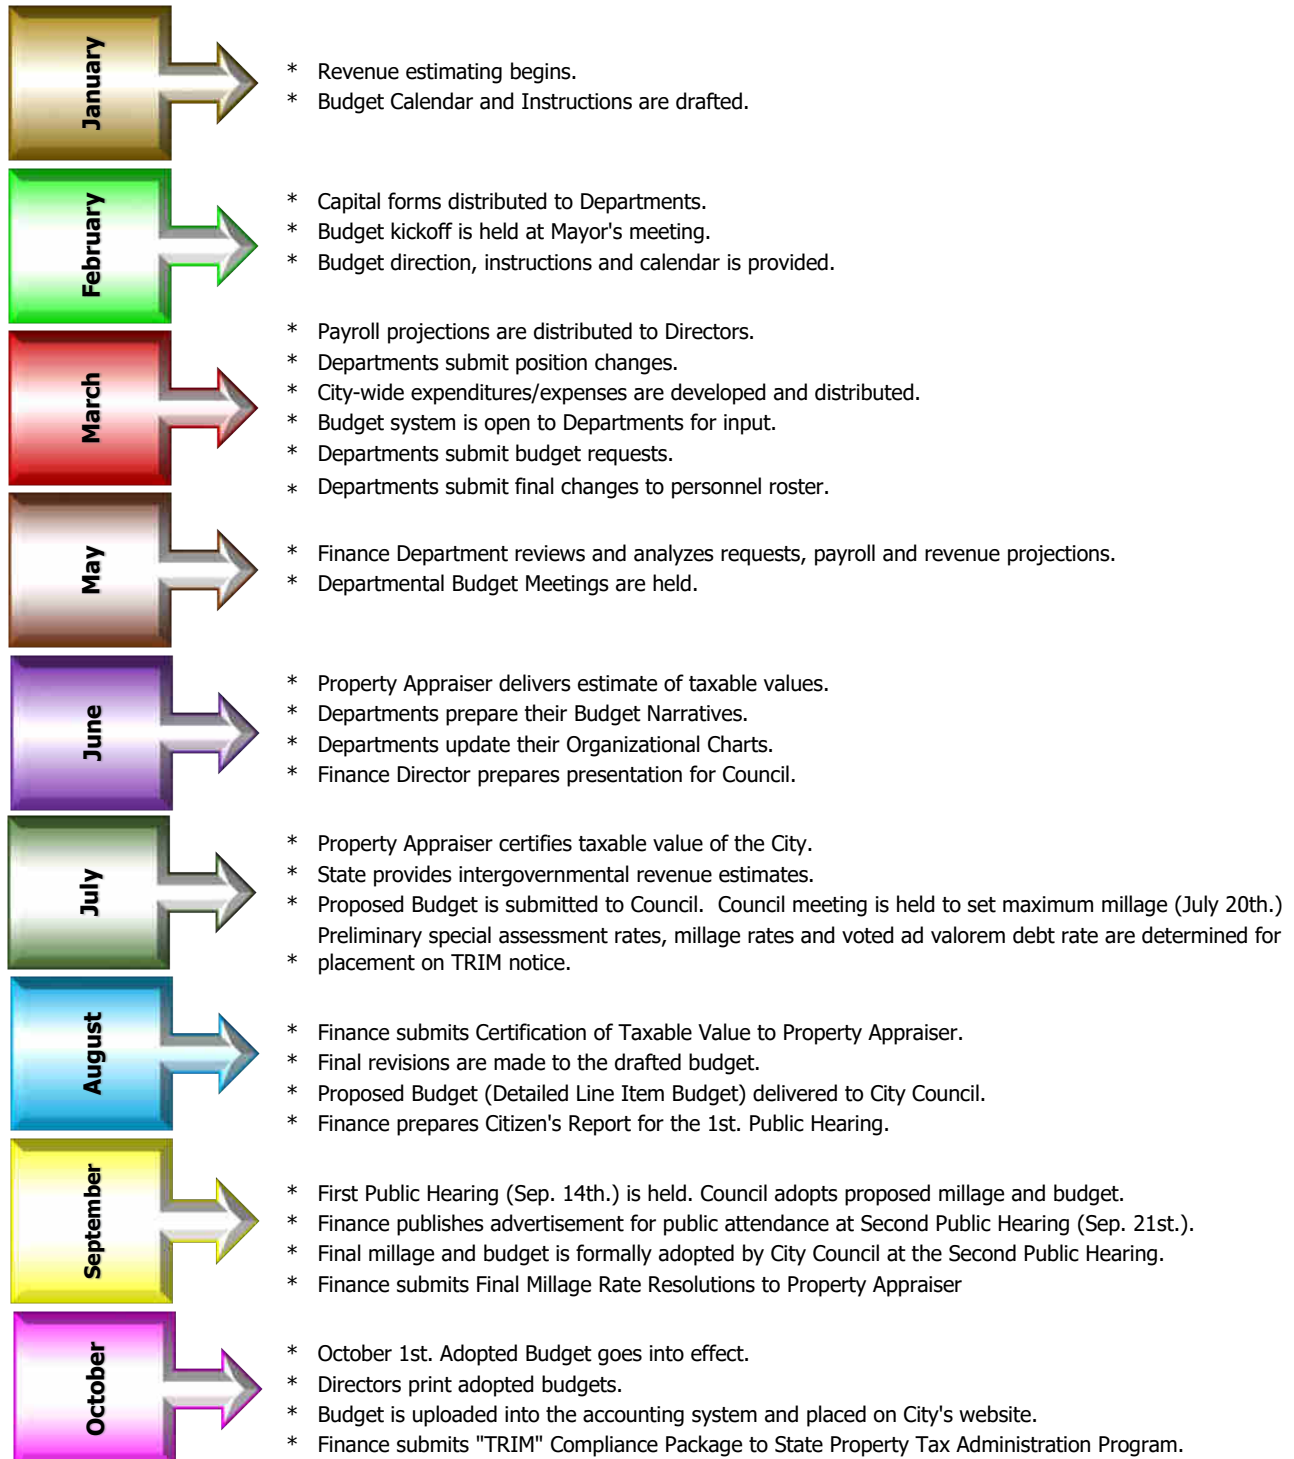 January
* Revenue estimating begins.
* Budget Calendar and Instructions are drafted.
February
* Capital forms distributed to Departments.
* Budget kickoff is held at Mayor's meeting.
* Budget direction, instructions and calendar is provided.
March
* Payroll projections are distributed to Directors.
* Departments submit position changes.
* City-wide expenditures/expenses are developed and distributed.
* Budget system is open to Departments for input.
* Departments submit budget requests.
* Departments submit final changes to personnel roster.
May
* Finance Department reviews and analyzes requests, payroll and revenue projections.
* Departmental Budget Meetings are held.
June
* Property Appraiser delivers estimate of taxable values.
* Departments prepare their Budget Narratives.
* Departments update their Organizational Charts.
* Finance Director prepares presentation for Council.
July
* Property Appraiser certifies taxable value of the City.
* State provides intergovernmental revenue estimates.
* Proposed Budget is submitted to Council.  Council meeting is held to set maximum millage (July 20th.)
Preliminary special assessment rates, millage rates and voted ad valorem debt rate are determined for
* placement on TRIM notice.
August
* Finance submits Certification of Taxable Value to Property Appraiser.
* Final revisions are made to the drafted budget.
* Proposed Budget (Detailed Line Item Budget) delivered to City Council.
* Finance prepares Citizen's Report for the 1st. Public Hearing.
September
* First Public Hearing (Sep. 14th.) is held. Council adopts proposed millage and budget.
* Finance publishes advertisement for public attendance at Second Public Hearing (Sep. 21st.).
* Final millage and budget is formally adopted by City Council at the Second Public Hearing.
* Finance submits Final Millage Rate Resolutions to Property Appraiser
October
* October 1st. Adopted Budget goes into effect.
* Directors print adopted budgets.
* Budget is uploaded into the accounting system and placed on City's website.
* Finance submits "TRIM" Compliance Package to State Property Tax Administration Program.